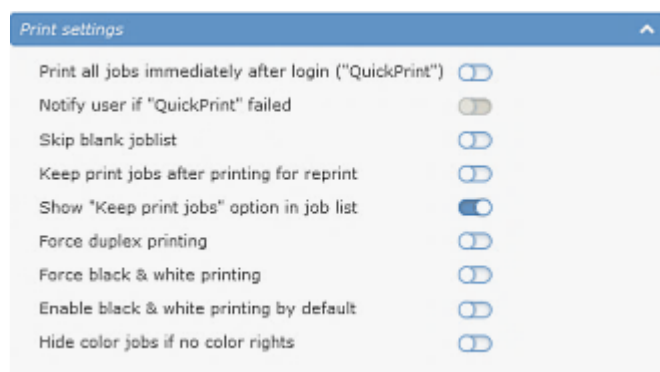 Print settings
Print all jobs immediately after login ("QuickPrint")
Notify user if "QuickPrint" failed
Skip blank joblist
Keep print jobs after printing for reprint
Show "Keep print jobs" option in job list
Force duplex printing
Force black & white printing
Enable black & white printing by default
Hide color jobs if no color rights